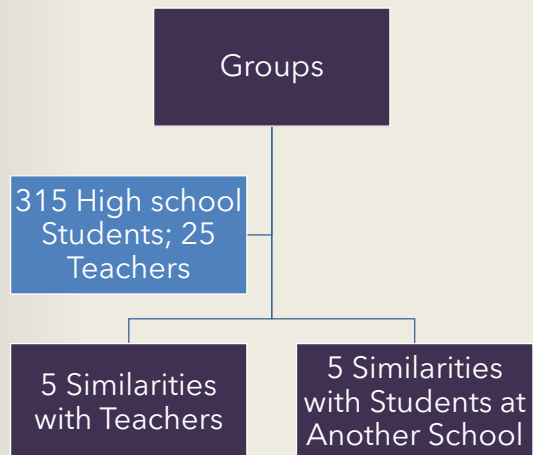 Groups
315 High school
Students; 25
Teachers
5 Similarities
with Teachers
5 Similarities
with Students at
Another School